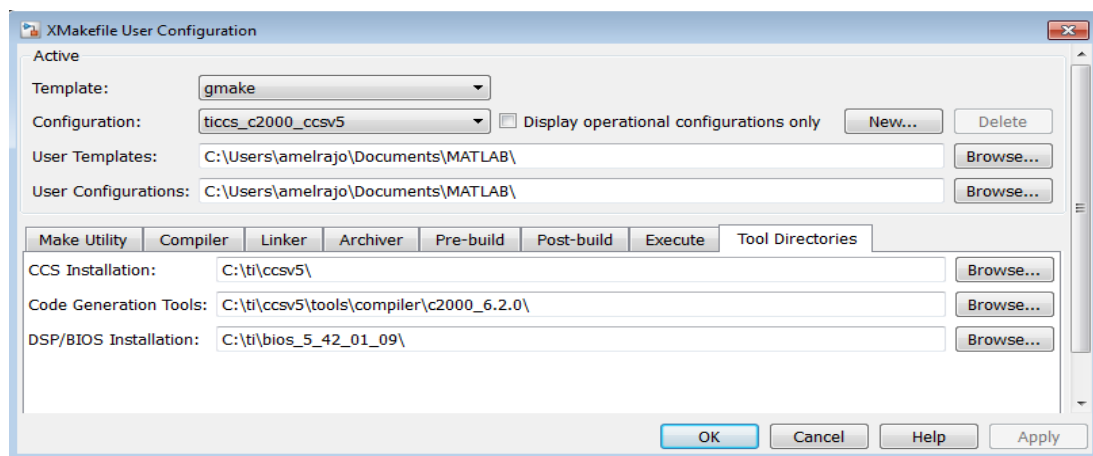 XMakefile User Configuration
Active
Template: gmake
Configuration: ticcs_c2000_ccsv5 Display operational configurations only New... Delete
User Templates: C:\Users\amelrajo\Documents\MATLAB\ Browse...
User Configurations: C:\Users\amelrajo\Documents\MATLAB\ Browse...
Make Utility Compiler Linker Archiver Pre-build Post-build Execute Tool Directories
CCS Installation: C:\ti\ccsv5\ Browse...
Code Generation Tools: C:\ti\ccsv5\tools\compiler\c2000_6.2.0\ Browse...
DSP/BIOS Installation: C:\ti\bios_5_42_01_09\ Browse...
OK Cancel Help Apply